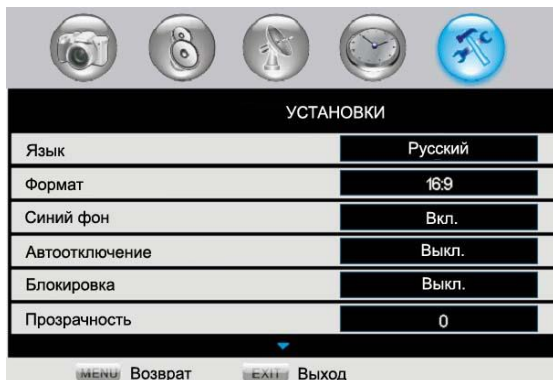 УСТАНОВКИ
Язык Русский
Формат 16:9
Синий фон Вкл.
Автоотключение Выкл.
Блокировка Выкл.
Прозрачность 0
MENU Возврат EXIT Выход